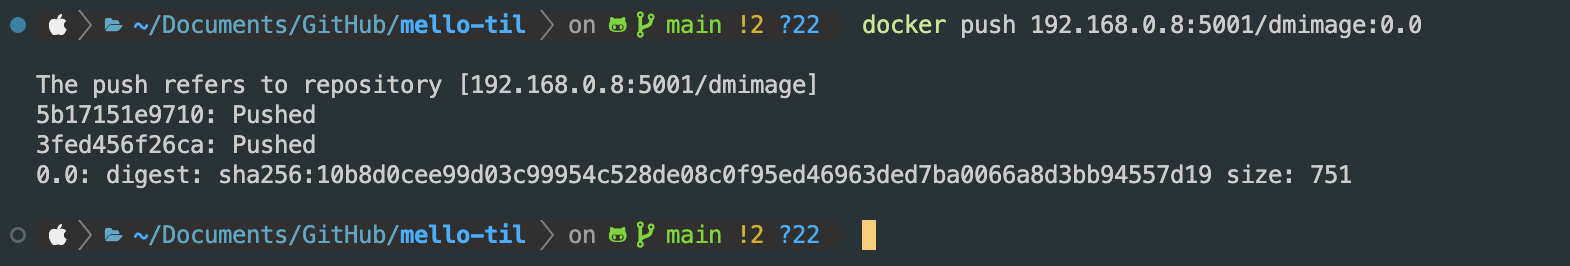 ~/Documents/GitHub/mello-til on main !2 ?22 docker push 192.168.0.8:5001/dmimage:0.0
The push refers to repository [192.168.0.8:5001/dmimage]
5b17151e9710: Pushed
3fed456f26ca: Pushed
0.0: digest: sha256:10b8d0cee99d03c99954c528de08c0f95ed46963ded7ba0066a8d3bb94557d19 size: 751
~/Documents/GitHub/mello-til on main !2 ?22